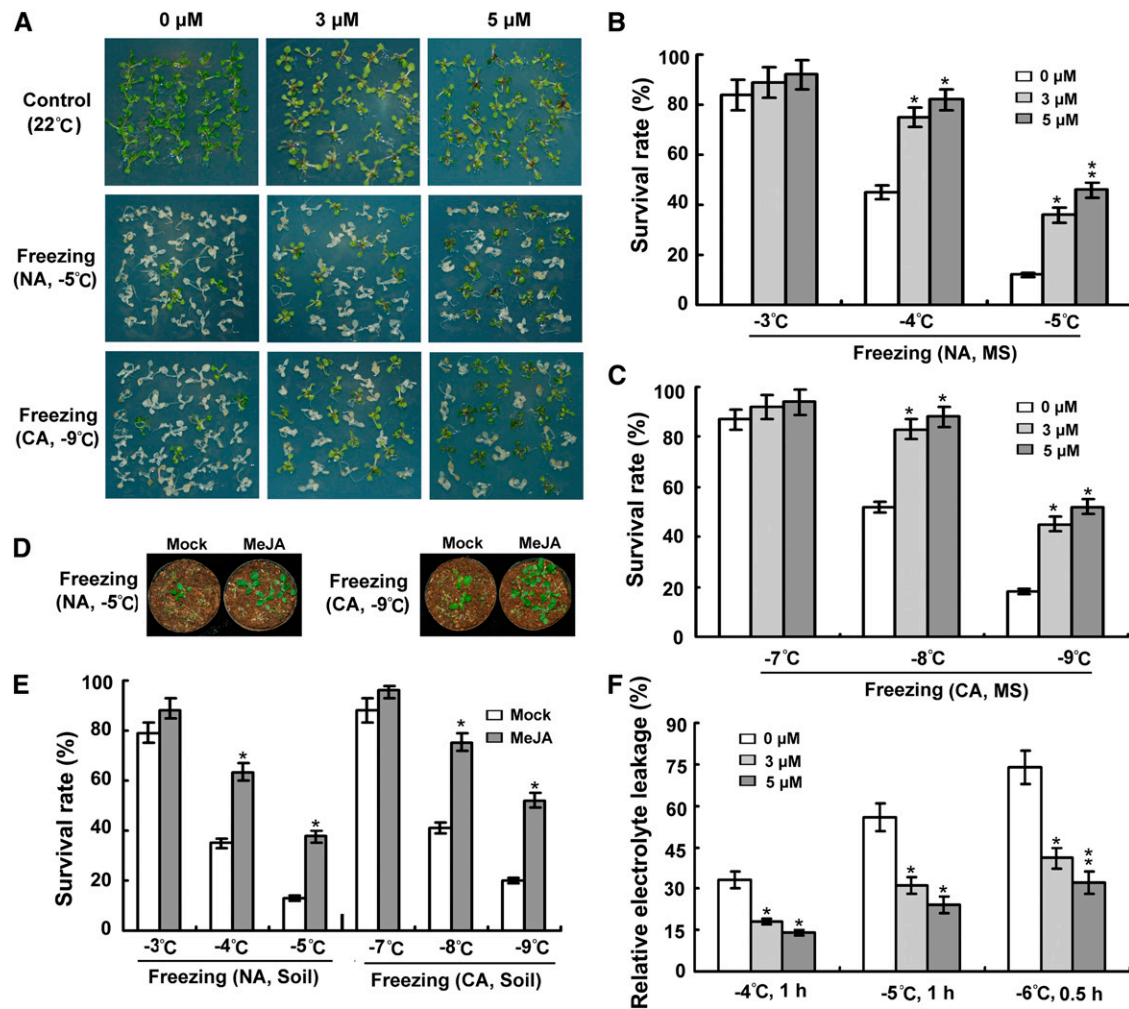 A
0 µM
3 µM
5 µM
Control
(22°C)
Freezing
(NA, -5°C)
Freezing
(CA, -9°C)
B
Survival rate (%)
100
80
60
40
20
0
0 µM
3 µM
5 µM
*
*
*
**
-3°C
-4°C
-5°C
Freezing (NA, MS)
C
Survival rate (%)
100
80
60
40
20
0
0 µM
3 µM
5 µM
*
*
*
*
-7°C
-8°C
-9°C
Freezing (CA, MS)
D
Mock
MeJA
Freezing
(NA, -5°C)
Mock
MeJA
Freezing
(CA, -9°C)
E
Survival rate (%)
100
80
60
40
20
0
Mock
MeJA
*
*
*
*
-3°C
-4°C
-5°C
-7°C
-8°C
-9°C
Freezing (NA, Soil)
Freezing (CA, Soil)
F
Relative electrolyte leakage (%)
90
75
60
45
30
15
0
0 µM
3 µM
5 µM
*
*
*
*
*
**
-4°C, 1 h
-5°C, 1 h
-6°C, 0.5 h